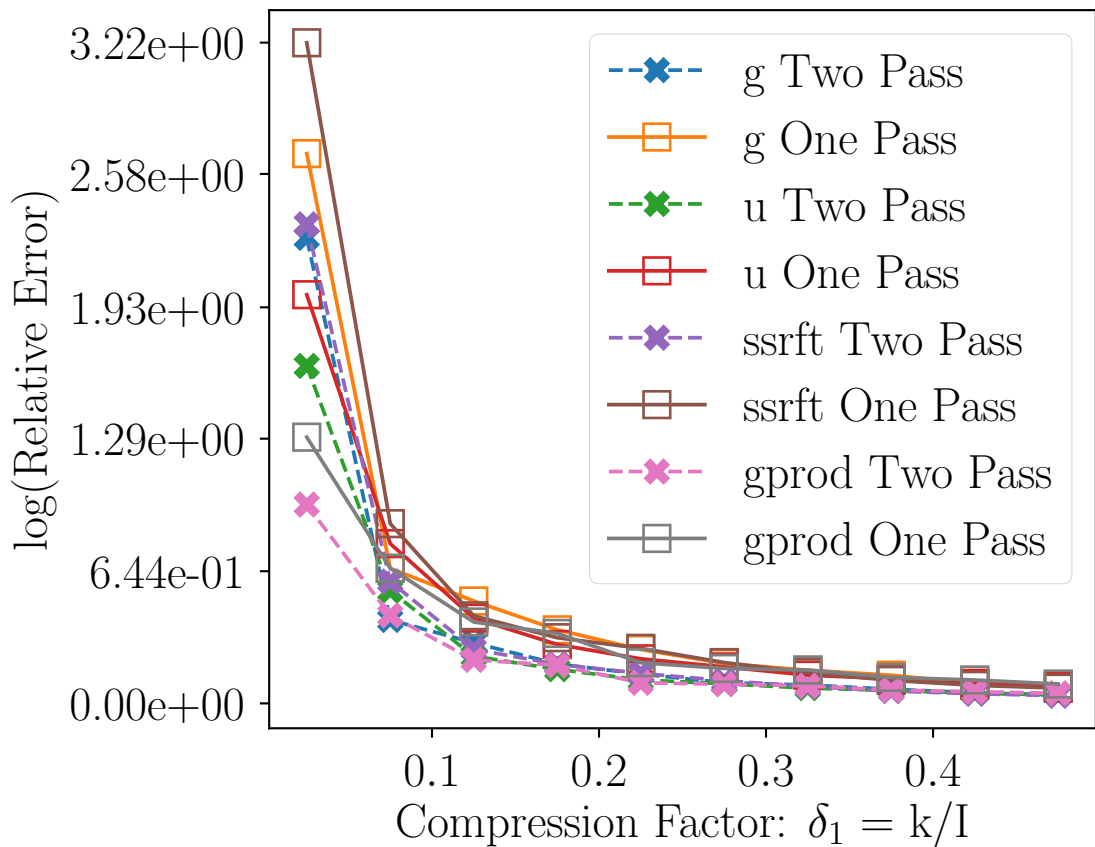 3.22e+00
2.58e+00
1.93e+00
1.29e+00
6.44e-01
0.00e+00
log(Relative Error)
g Two Pass
g One Pass
u Two Pass
u One Pass
ssrft Two Pass
ssrft One Pass
gprod Two Pass
gprod One Pass
0.1 0.2 0.3 0.4
Compression Factor: δ₁ = k/I